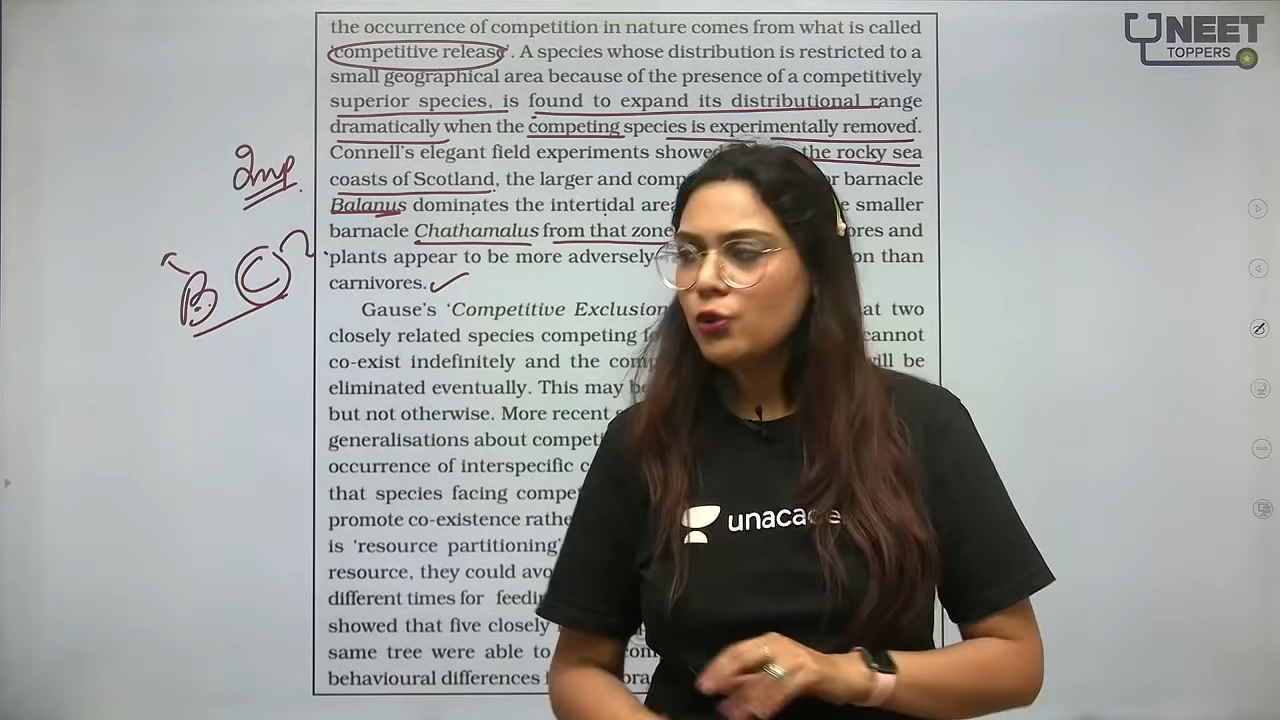 the occurrence of competition in nature comes from what is called
'competitive release'. A species whose distribution is restricted to a
small geographical area because of the presence of a competitively
superior species, is found to expand its distributional range
dramatically when the competing species is experimentally removed.
Connell's elegant field experiments showed the rocky sea
coasts of Scotland, the larger and comp r barnacle
Balanus dominates the intertidal area e smaller
barnacle Chathamalus from that zone ores and
plants appear to be more adversely on than
carnivores.
Gause's 'Competitive Exclusion at two
closely related species competing fo cannot
co-exist indefinitely and the comp will be
eliminated eventually. This may be
but not otherwise. More recent
generalisations about competi
occurrence of interspecific c
that species facing compe
promote co-existence rathe
is 'resource partitioning'
resource, they could avo
different times for feedin
showed that five closely
same tree were able to com
behavioural differences
Imp
B C
NEET
TOPPERS
unacade